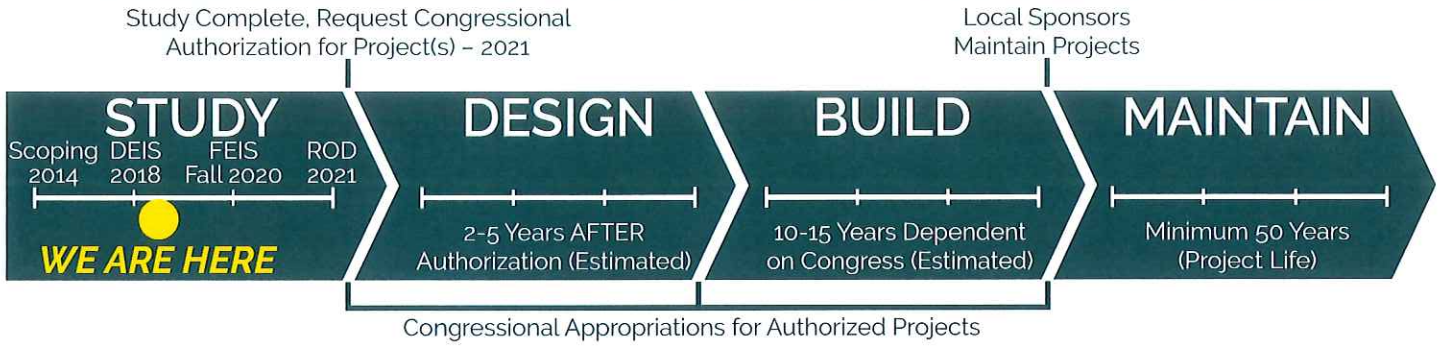 Study Complete, Request Congressional
Authorization for Project(s) – 2021
Local Sponsors
Maintain Projects
STUDY
Scoping
2014
DEIS
2018
FEIS
Fall 2020
ROD
2021
WE ARE HERE
DESIGN
2-5 Years AFTER
Authorization (Estimated)
BUILD
10-15 Years Dependent
on Congress (Estimated)
MAINTAIN
Minimum 50 Years
(Project Life)
Congressional Appropriations for Authorized Projects